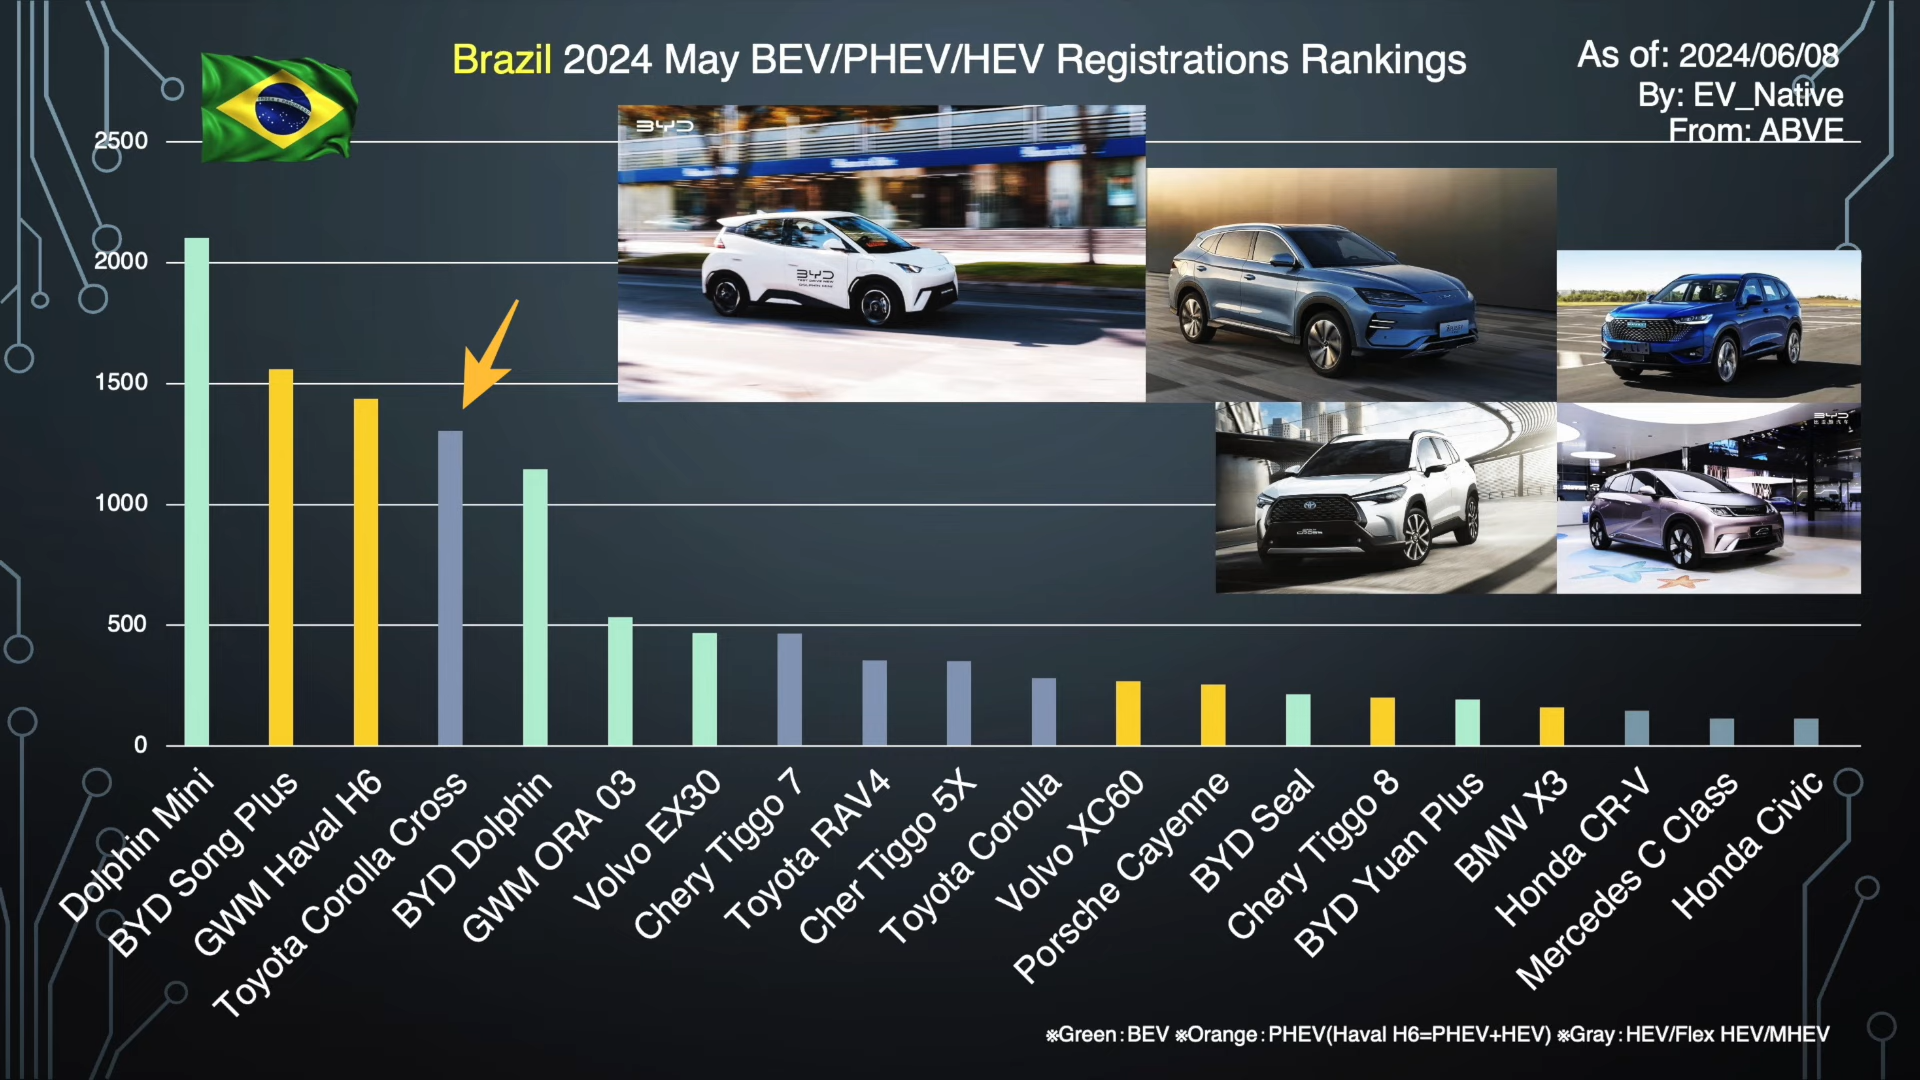 Brazil 2024 May BEV/PHEV/HEV Registrations Rankings
As of: 2024/06/08
By: EV_Native
From: ABVE
2500
2000
1500
1000
500
0
BYD
BYD
BYD
Dolphin Mini
BYD Song Plus
GWM Haval H6
Toyota Corolla Cross
BYD Dolphin
GWM ORA 03
Volvo EX30
Chery Tiggo 7
Toyota RAV4
Cher Tiggo 5X
Toyota Corolla
Volvo XC60
Porsche Cayenne
BYD Seal
Chery Tiggo 8
BYD Yuan Plus
BMW X3
Honda CR-V
Mercedes C Class
Honda Civic
※Green:BEV ※Orange:PHEV(Haval H6=PHEV+HEV) ※Gray:HEV/Flex HEV/MHEV